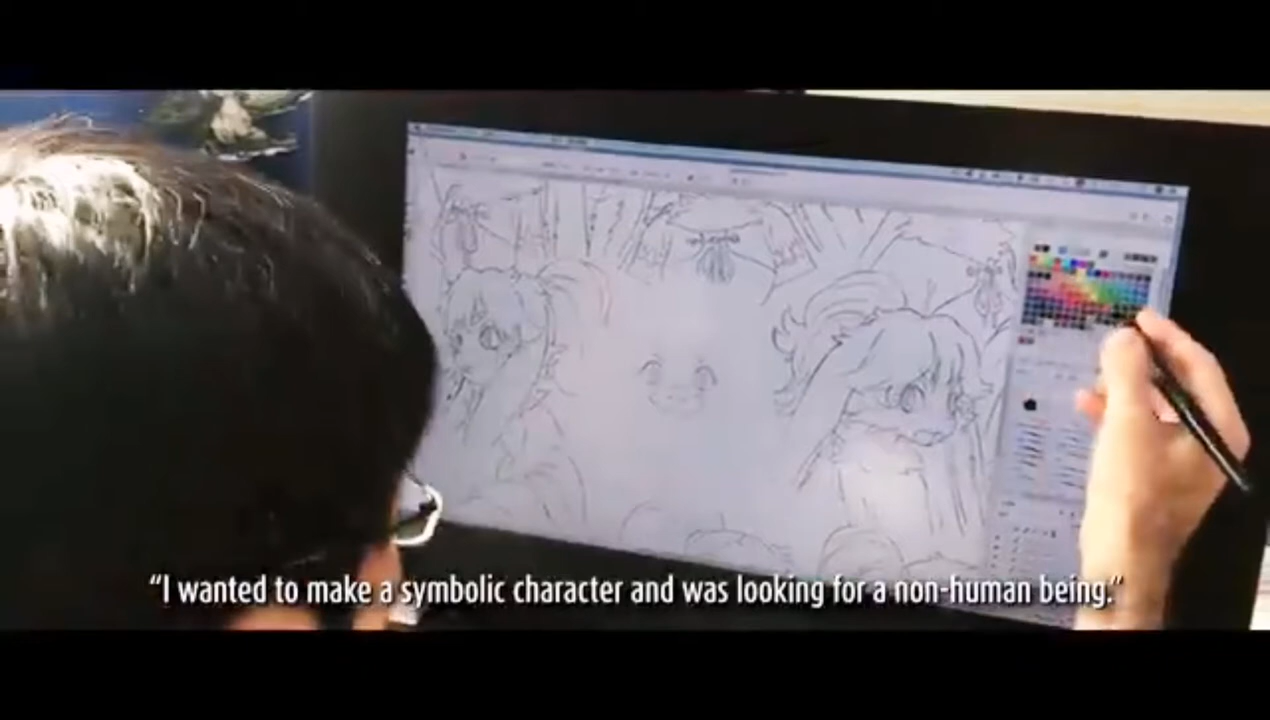 “I wanted to make a symbolic character and was looking for a non-human being.”